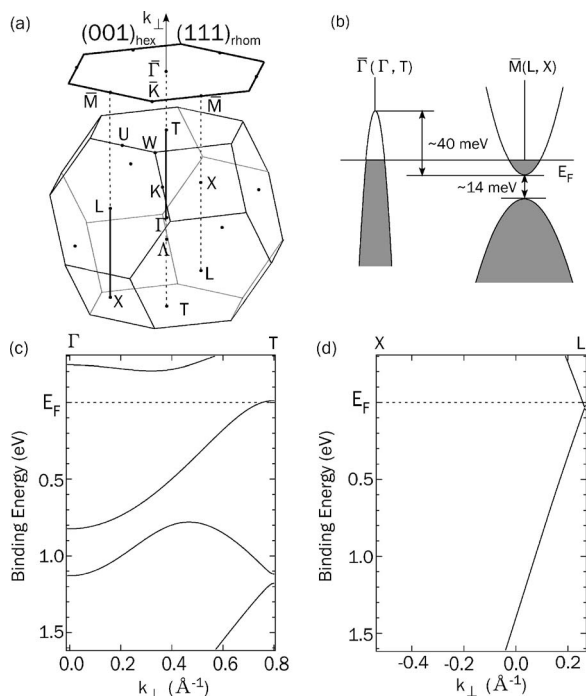 (a)
k⊥
(001)hex (111)rhom
Γ̄
K̄
M̄ M̄
T
U W
X
L K
Γ
Λ
L
X T
(b)
Γ̄(Γ, T) M̄(L, X)
~40 meV
E_F
~14 meV
(c)
Γ T
E_F
0.5
1.0
1.5
Binding Energy (eV)
0.0 0.2 0.4 0.6 0.8
k⊥ (Å⁻¹)
(d)
X L
E_F
0.5
1.0
1.5
Binding Energy (eV)
-0.4 -0.2 0.0 0.2
k⊥ (Å⁻¹)